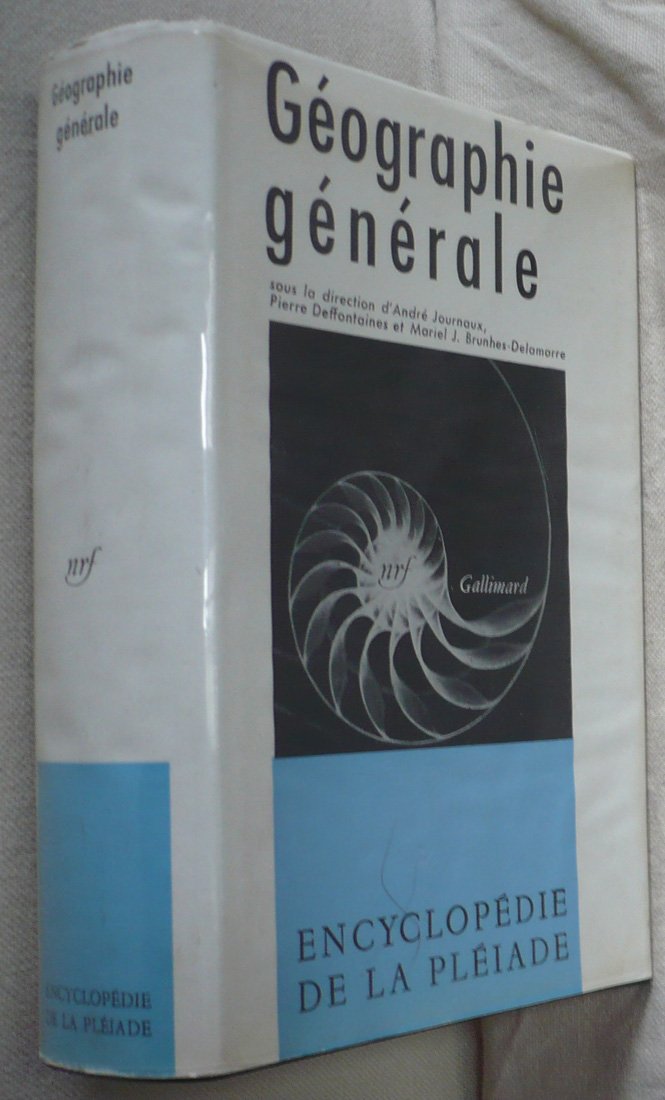 Géographie
générale
nrf
ENCYCLOPÉDIE
DE LA PLÉIADE
Géographie
générale
sous la direction d'André Journaux,
Pierre Deffontaines et Mariel J. Brunhes-Delamarre
nrf
Gallimard
ENCYCLOPÉDIE
DE LA PLÉIADE